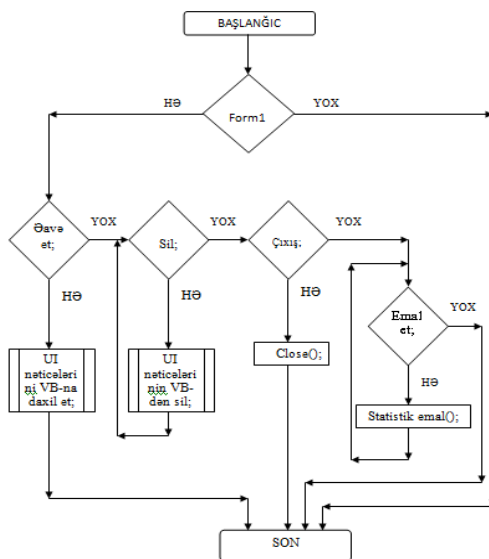 BAŞLANĞIC
HƏ
YOX
Form1
Əavə
et;
YOX
Sil;
YOX
Çıxış;
YOX
HƏ
HƏ
HƏ
Emal
et;
YOX
UI
nəticələri
ni VB-na
daxil et;
UI
nəticələri
nin VB-
dən sil;
Close();
HƏ
Statistik emal();
SON